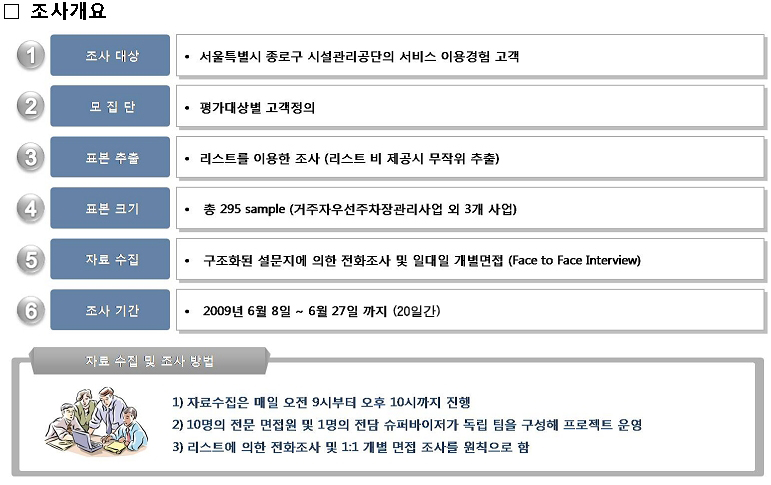 □ 조사개요
1 조사 대상 • 서울특별시 종로구 시설관리공단의 서비스 이용경험 고객
2 모 집 단 • 평가대상별 고객정의
3 표본 추출 • 리스트를 이용한 조사 (리스트 비 제공시 무작위 추출)
4 표본 크기 • 총 295 sample (거주자우선주차장관리사업 외 3개 사업)
5 자료 수집 • 구조화된 설문지에 의한 전화조사 및 일대일 개별면접 (Face to Face Interview)
6 조사 기간 • 2009년 6월 8일 ~ 6월 27일 까지 (20일간)
자료 수집 및 조사 방법
1) 자료수집은 매일 오전 9시부터 오후 10시까지 진행
2) 10명의 전문 면접원 및 1명의 전담 슈퍼바이저가 독립 팀을 구성해 프로젝트 운영
3) 리스트에 의한 전화조사 및 1:1 개별 면접 조사를 원칙으로 함